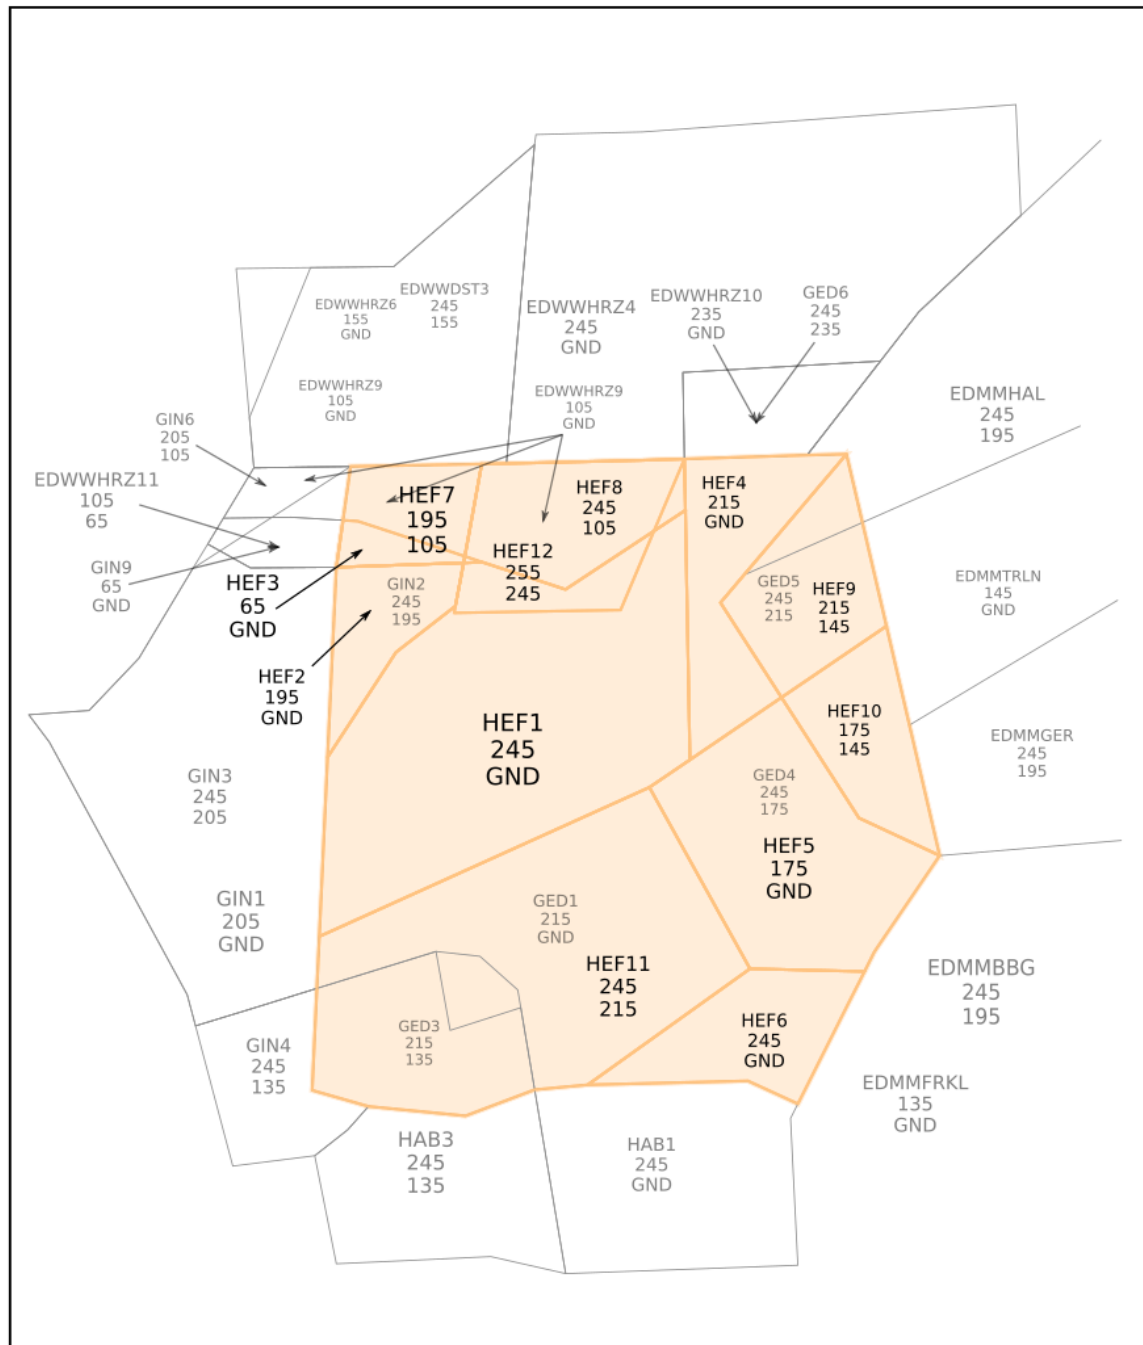 EDWWHRZ6
155
GND
EDWWDST3
245
155
EDWWHRZ4
245
GND
EDWWHRZ10
235
GND
GED6
245
235
EDWWHRZ9
105
GND
EDWWHRZ9
105
GND
EDMMHAL
245
195
GIN6
205
105
EDWWHRZ11
105
65
HEF7
195
105
HEF8
245
105
HEF4
215
GND
HEF12
255
245
GIN9
65
GND
HEF3
65
GND
GIN2
245
195
GED5
245
215
HEF9
215
145
EDMMTRLN
145
GND
HEF2
195
GND
HEF1
245
GND
HEF10
175
145
EDMMGER
245
195
GIN3
245
205
GED4
245
175
HEF5
175
GND
GIN1
205
GND
GED1
215
GND
HEF11
245
215
EDMMBBG
245
195
GIN4
245
135
GED3
215
135
HEF6
245
GND
EDMMFRKL
135
GND
HAB3
245
135
HAB1
245
GND